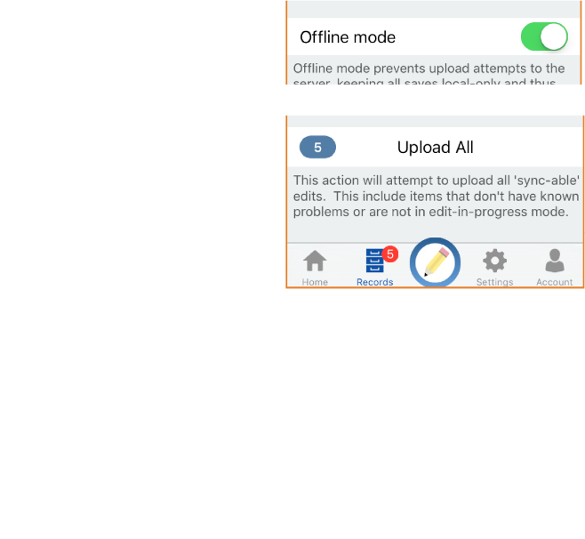 Offline mode
Offline mode prevents upload attempts to the
server, keeping all saves local-only and thus
5 Upload All
This action will attempt to upload all 'sync-able'
edits. This include items that don't have known
problems or are not in edit-in-progress mode.
5
Home Records Settings Account